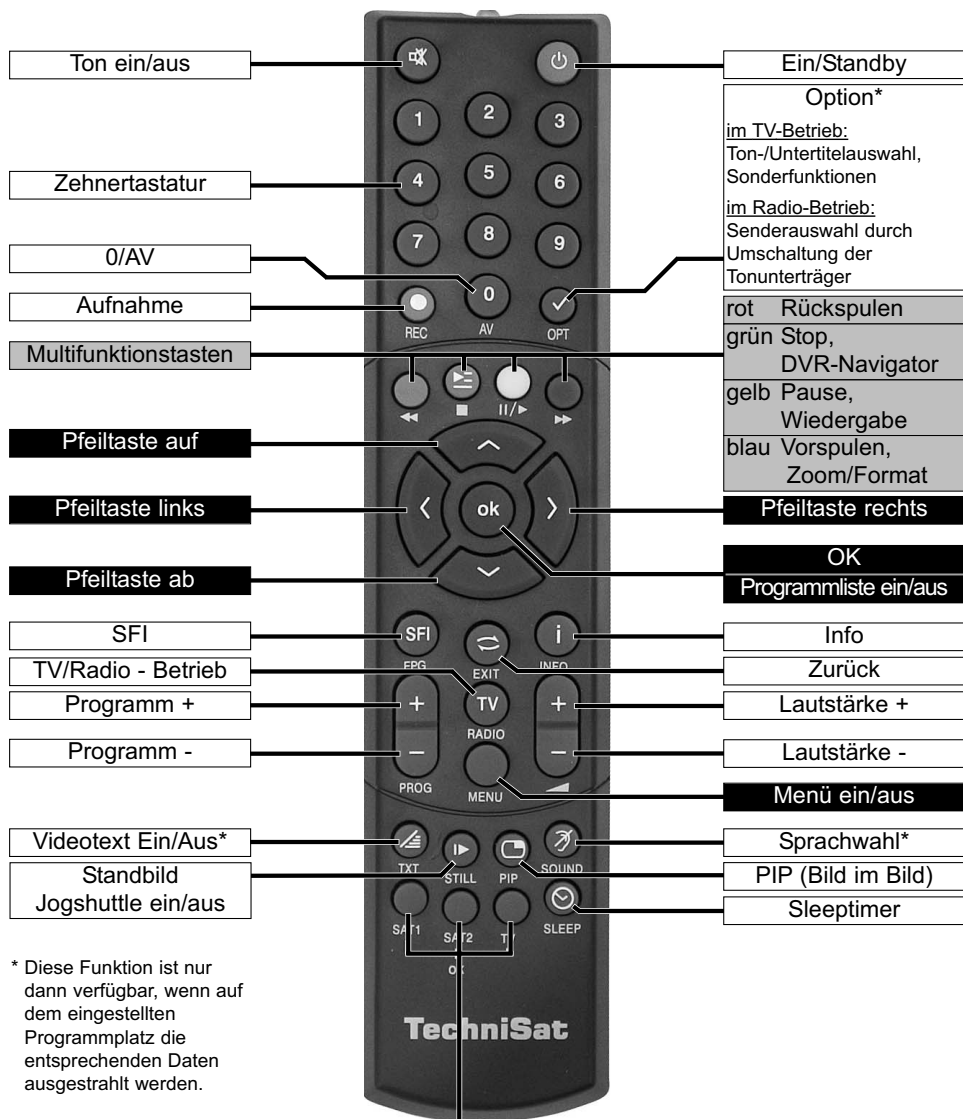 Ton ein/aus
Zehnertastatur
0/AV
Aufnahme
Multifunktionstasten
Pfeiltaste auf
Pfeiltaste links
Pfeiltaste ab
SFI
TV/Radio - Betrieb
Programm +
Programm -
Videotext Ein/Aus*
Standbild
Jogshuttle ein/aus
* Diese Funktion ist nur
dann verfügbar, wenn auf
dem eingestellten
Programmplatz die
entsprechenden Daten
ausgestrahlt werden.
1 2 3
4 5 6
7 8 9
0
REC AV OPT
ok
SFI i
EPG EXIT INFO
+ TV +
RADIO
- -
PROG MENU
TXT STILL PIP SOUND
SAT1 SAT2 TV SLEEP
OK
TechniSat
Ein/Standby
Option*
im TV-Betrieb:
Ton-/Untertitelauswahl,
Sonderfunktionen
im Radio-Betrieb:
Senderauswahl durch
Umschaltung der
Tonunterträger
rot Rückspulen
grün Stop,
DVR-Navigator
gelb Pause,
Wiedergabe
blau Vorspulen,
Zoom/Format
Pfeiltaste rechts
OK
Programmliste ein/aus
Info
Zurück
Lautstärke +
Lautstärke -
Menü ein/aus
Sprachwahl*
PIP (Bild im Bild)
Sleeptimer